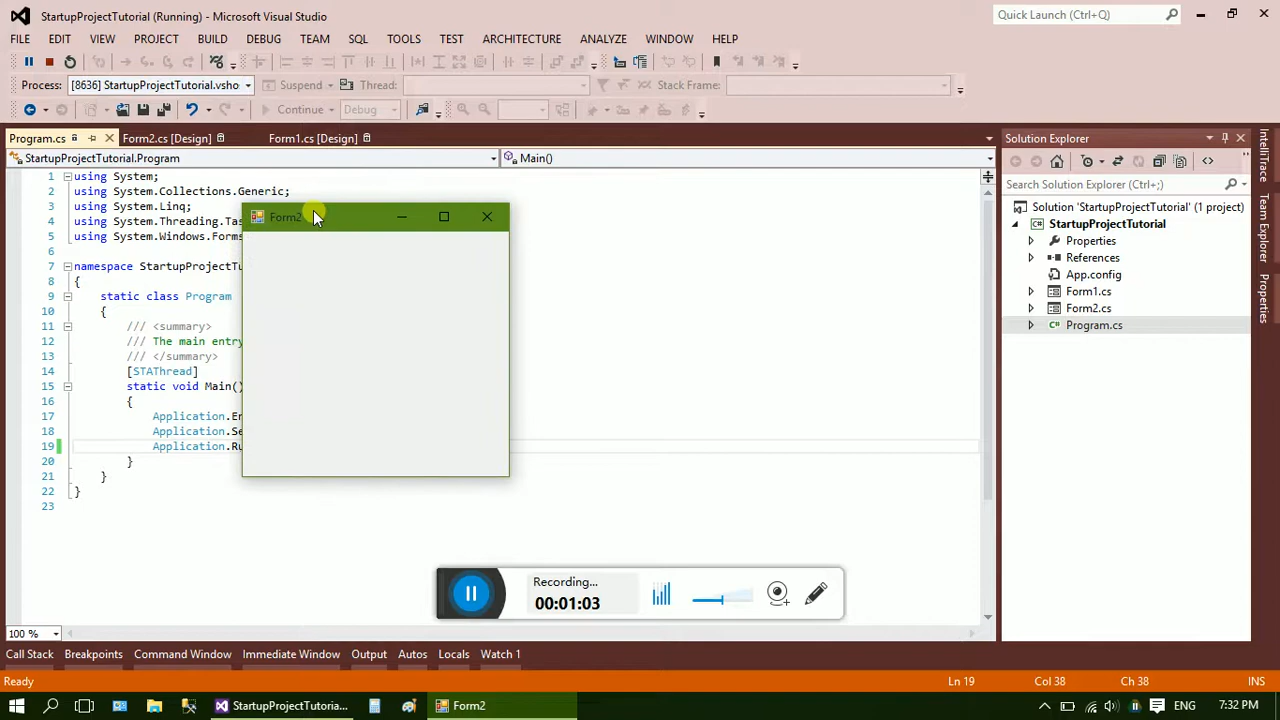 StartupProjectTutorial (Running) - Microsoft Visual Studio
Quick Launch (Ctrl+Q)
FILE EDIT VIEW PROJECT BUILD DEBUG TEAM SQL TOOLS TEST ARCHITECTURE ANALYZE WINDOW HELP
Process: [8636] StartupProjectTutorial.vsho Suspend Thread: Stack Frame:
Continue Debug
Program.cs Form2.cs [Design] Form1.cs [Design]
StartupProjectTutorial.Program Main()
1 using System;
2 using System.Collections.Generic;
3 using System.Linq;
4 using System.Threading.Tas
5 using System.Windows.Forms
6
7 namespace StartupProjectTu
8 {
9 static class Program
10 {
11 /// <summary>
12 /// The main entry
13 /// </summary>
14 [STAThread]
15 static void Main()
16 {
17 Application.En
18 Application.Se
19 Application.Ru
20 }
21 }
22 }
23
Form2
Recording...
00:01:03
100 %
Solution Explorer
Search Solution Explorer (Ctrl+;)
Solution 'StartupProjectTutorial' (1 project)
StartupProjectTutorial
Properties
References
App.config
Form1.cs
Form2.cs
Program.cs
IntelliTrace
Team Explorer
Properties
Call Stack Breakpoints Command Window Immediate Window Output Autos Locals Watch 1
Ready Ln 19 Col 38 Ch 38 INS
StartupProjectTutoria... Form2 ENG 7:32 PM